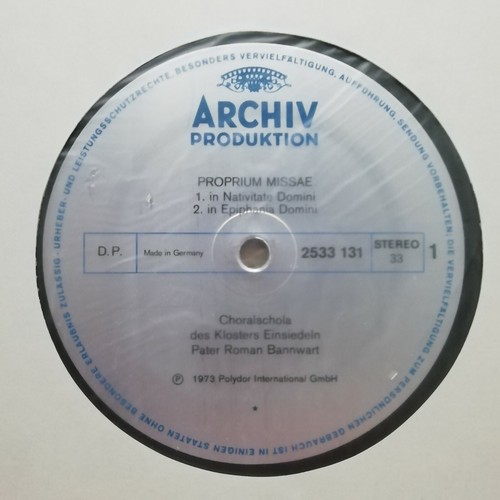 URHEBER- UND LEISTUNGSSCHUTZRECHTE, BESONDERS VERVIELFÄLTIGUNG, AUFFÜHRUNG, SENDUNG VORBEHALTEN · DIE VERVIELFÄLTIGUNG ZUM PERSÖNLICHEN GEBRAUCH IST IN EINIGEN STAATEN OHNE BESONDERE ERLAUBNIS ZULÄSSIG ·
ARCHIV
PRODUKTION
PROPRIUM MISSAE
1. in Nativitate Domini
2. in Epiphania Domini
D.P. Made in Germany 2533 131 STEREO 33 1
Choralschola
des Klosters Einsiedeln
Pater Roman Bannwart
Ⓟ 1973 Polydor International GmbH
*